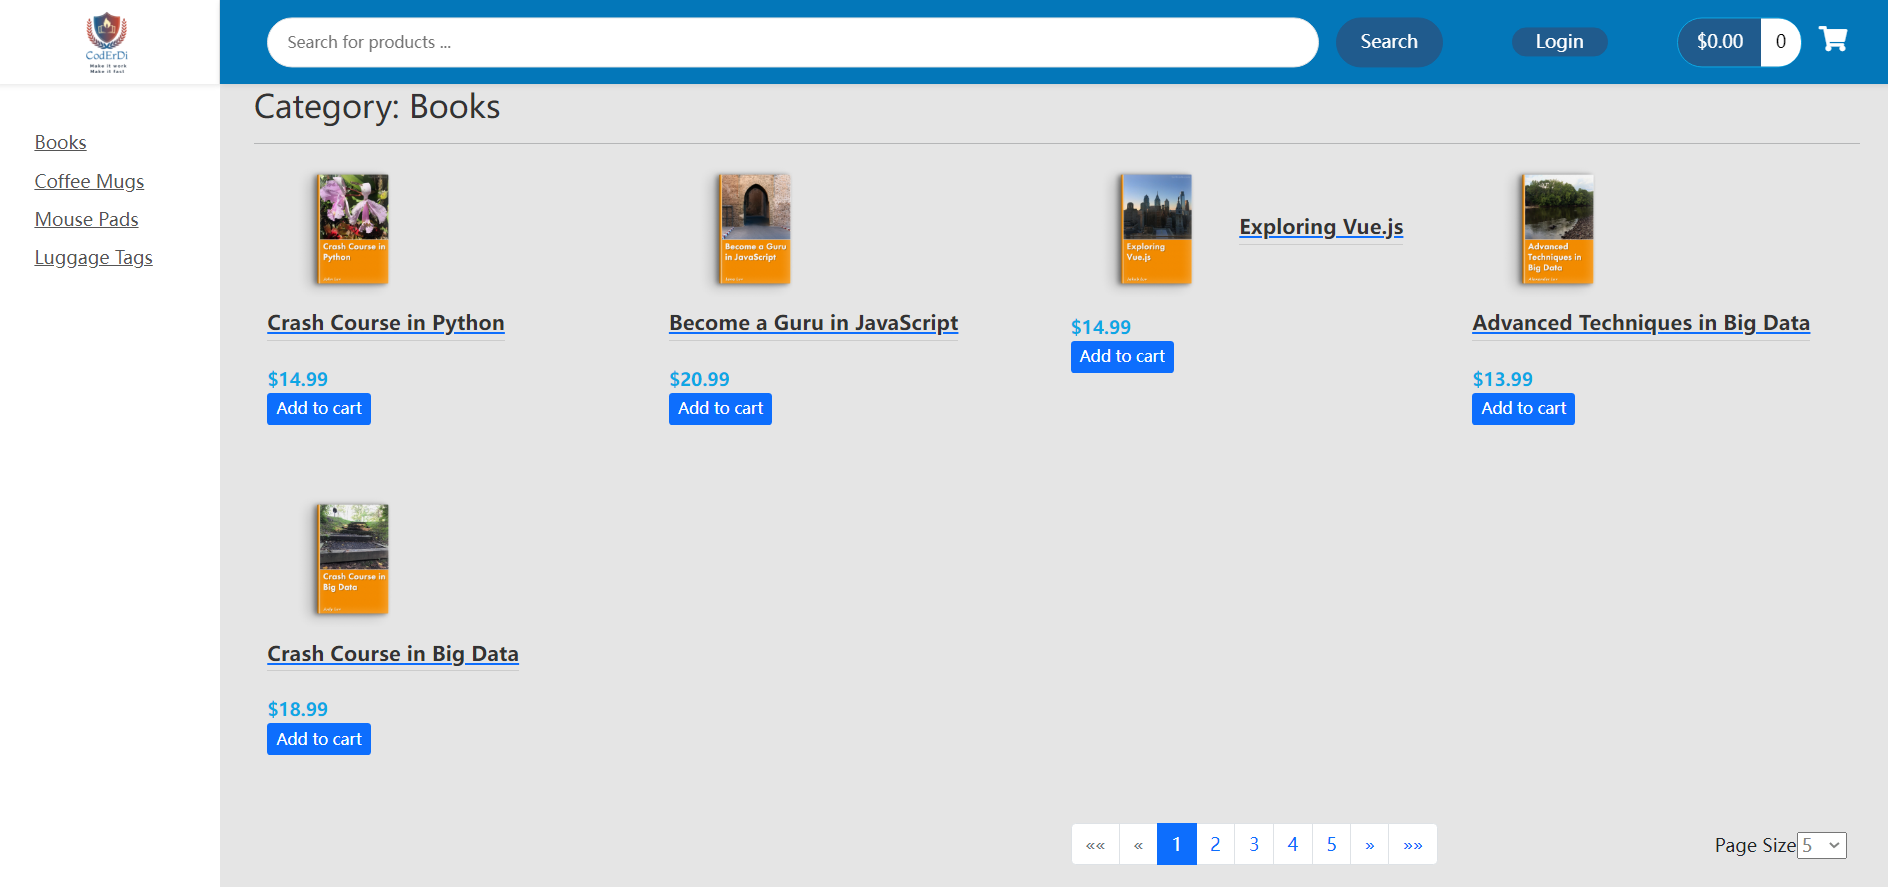 CodErDi
Make it work
Make it fast
Search for products ...
Search
Login
$0.00
0
Books
Coffee Mugs
Mouse Pads
Luggage Tags
Category: Books
Crash Course in
Python
Crash Course in Python
$14.99
Add to cart
Become a Guru
in JavaScript
Become a Guru in JavaScript
$20.99
Add to cart
Exploring
Vue.js
Exploring Vue.js
$14.99
Add to cart
Advanced
Techniques in
Big Data
Advanced Techniques in Big Data
$13.99
Add to cart
Crash Course in
Big Data
Crash Course in Big Data
$18.99
Add to cart
«« « 1 2 3 4 5 » »»
Page Size 5